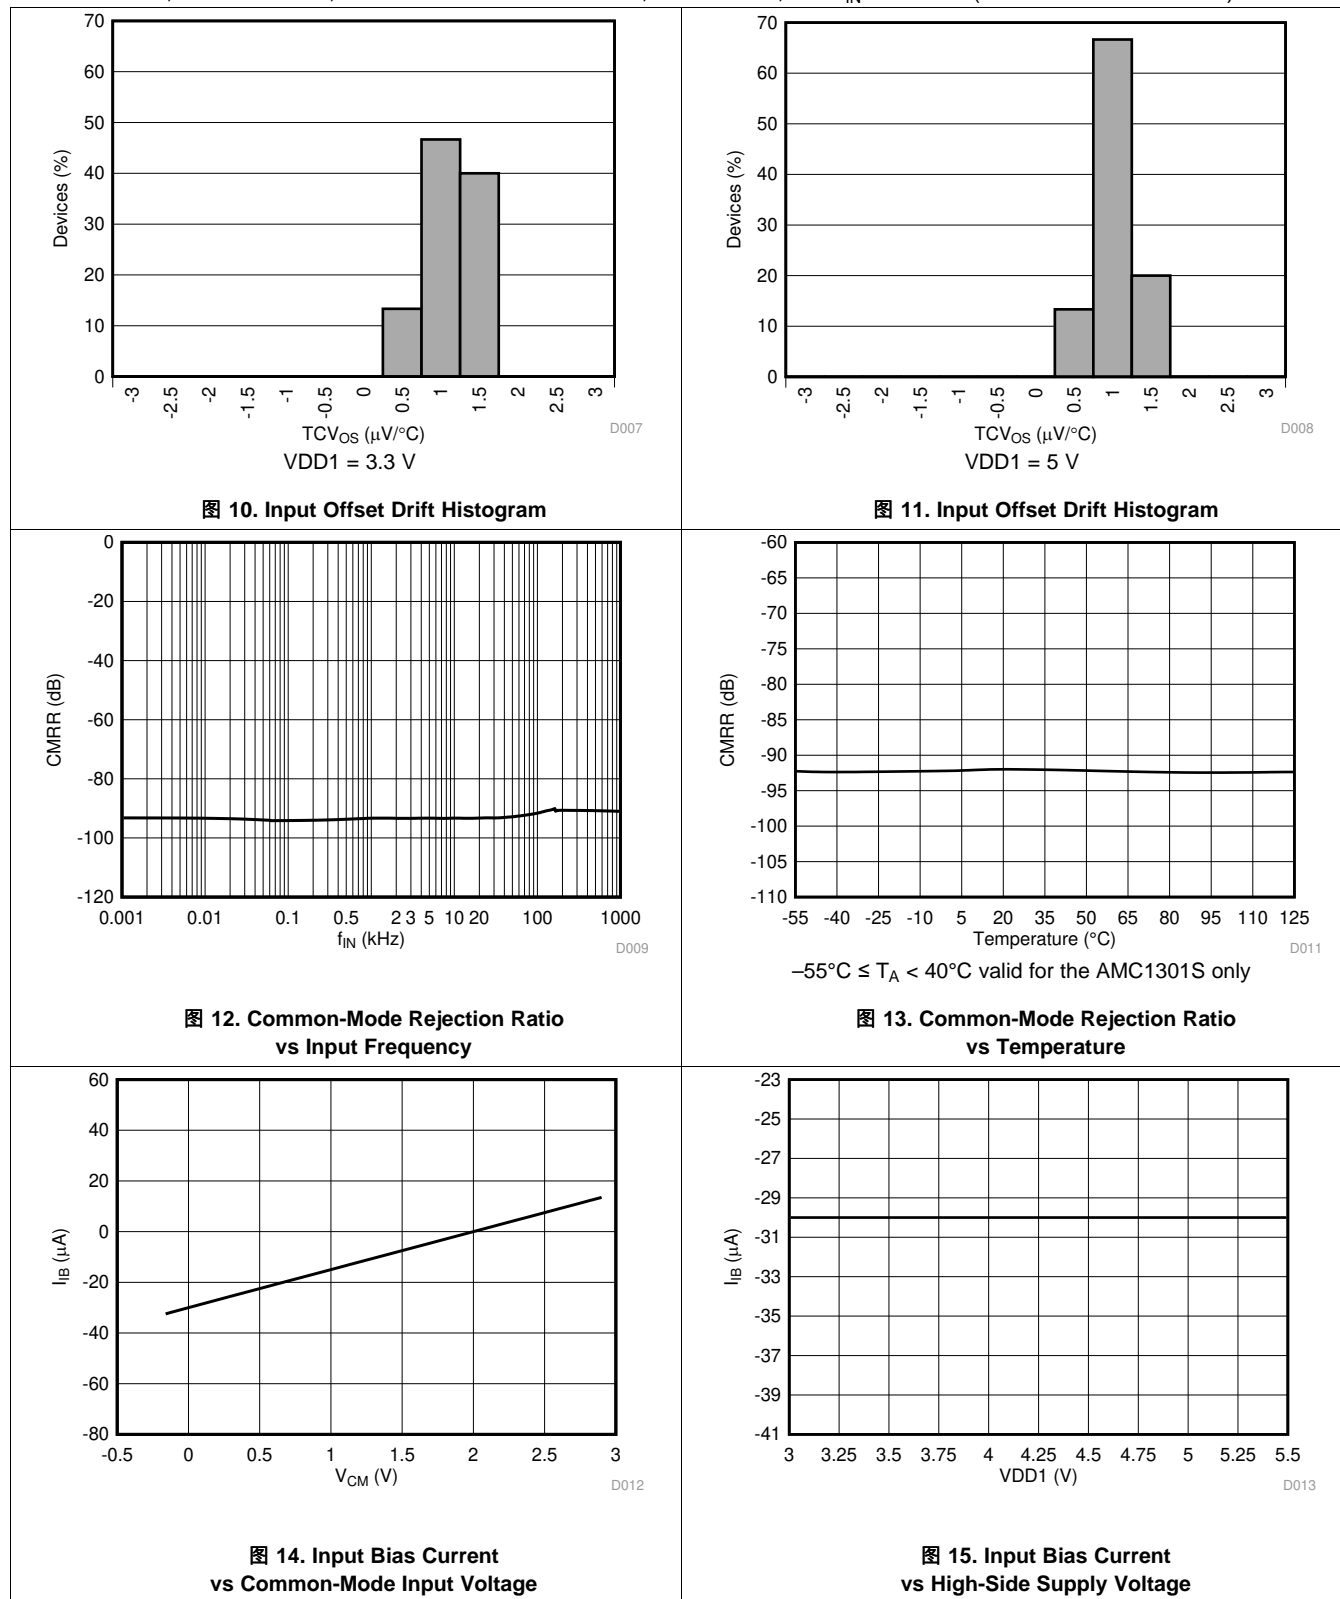 70
60
50
40
30
20
10
0
Devices (%)
-3 -2.5 -2 -1.5 -1 -0.5 0 0.5 1 1.5 2 2.5 3
TCVOS (μV/°C)
D007
VDD1 = 3.3 V
图 10. Input Offset Drift Histogram
70
60
50
40
30
20
10
0
Devices (%)
-3 -2.5 -2 -1.5 -1 -0.5 0 0.5 1 1.5 2 2.5 3
TCVOS (μV/°C)
D008
VDD1 = 5 V
图 11. Input Offset Drift Histogram
0
-20
-40
-60
-80
-100
-120
CMRR (dB)
0.001 0.01 0.1 0.5 2 3 5 10 20 100 1000
fIN (kHz)
D009
图 12. Common-Mode Rejection Ratio
vs Input Frequency
-60
-65
-70
-75
-80
-85
-90
-95
-100
-105
-110
CMRR (dB)
-55 -40 -25 -10 5 20 35 50 65 80 95 110 125
Temperature (°C)
D011
–55°C ≤ TA < 40°C valid for the AMC1301S only
图 13. Common-Mode Rejection Ratio
vs Temperature
60
40
20
0
-20
-40
-60
-80
IIB (μA)
-0.5 0 0.5 1 1.5 2 2.5 3
VCM (V)
D012
图 14. Input Bias Current
vs Common-Mode Input Voltage
-23
-25
-27
-29
-31
-33
-35
-37
-39
-41
IIB (μA)
3 3.25 3.5 3.75 4 4.25 4.5 4.75 5 5.25 5.5
VDD1 (V)
D013
图 15. Input Bias Current
vs High-Side Supply Voltage